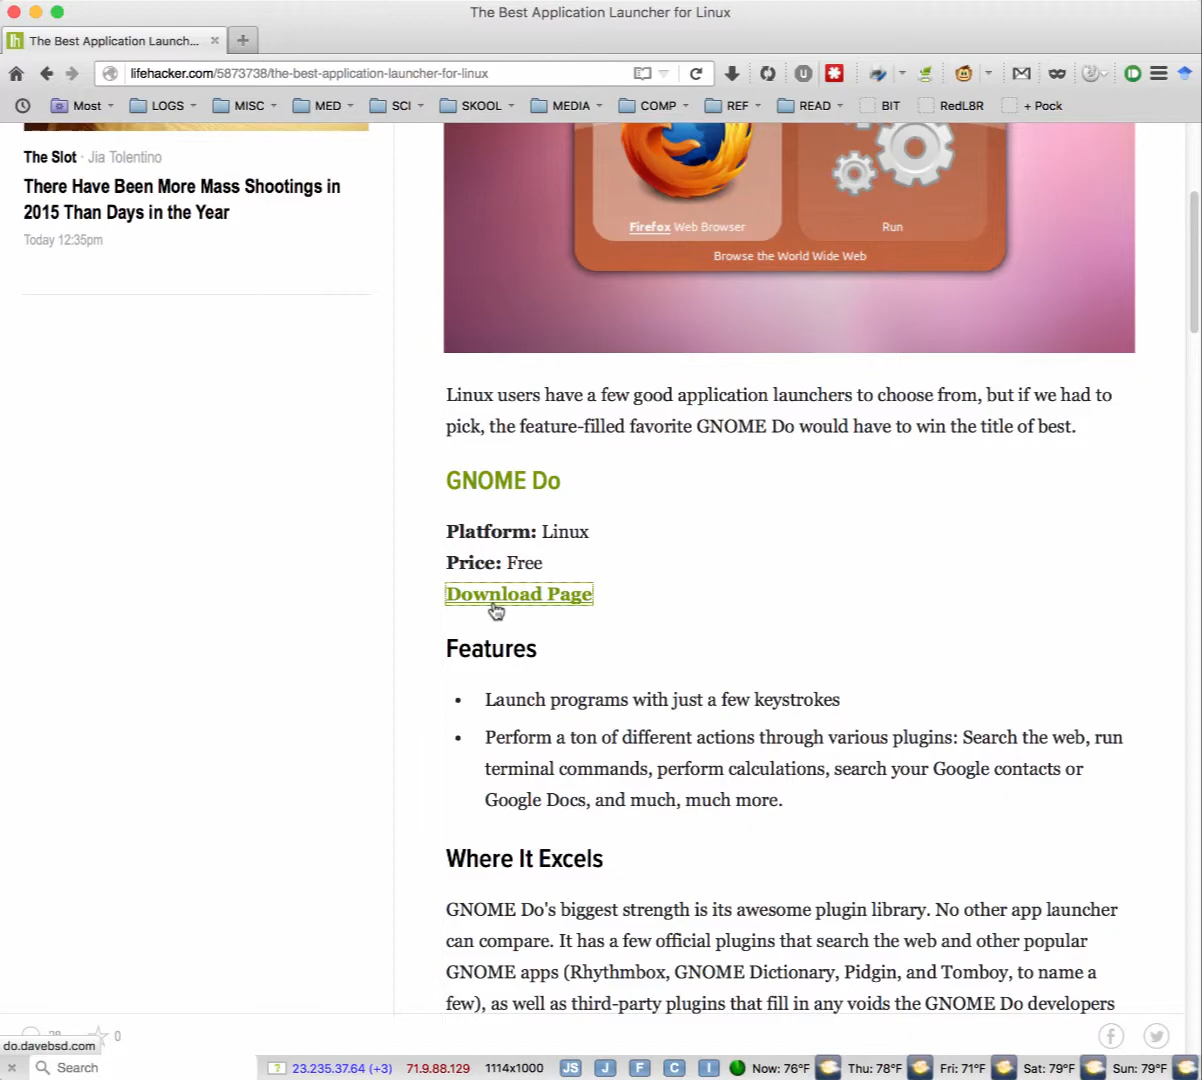 The Best Application Launcher for Linux
The Best Application Launch...
lifehacker.com/5873738/the-best-application-launcher-for-linux
Most
LOGS
MISC
MED
SCI
SKOOL
MEDIA
COMP
REF
READ
BIT
RedL8R
+ Pock
The Slot · Jia Tolentino
There Have Been More Mass Shootings in
2015 Than Days in the Year
Today 12:35pm
Firefox Web Browser
Run
Browse the World Wide Web
Linux users have a few good application launchers to choose from, but if we had to
pick, the feature-filled favorite GNOME Do would have to win the title of best.
GNOME Do
Platform: Linux
Price: Free
Download Page
Features
• Launch programs with just a few keystrokes
• Perform a ton of different actions through various plugins: Search the web, run
terminal commands, perform calculations, search your Google contacts or
Google Docs, and much, much more.
Where It Excels
GNOME Do's biggest strength is its awesome plugin library. No other app launcher
can compare. It has a few official plugins that search the web and other popular
GNOME apps (Rhythmbox, GNOME Dictionary, Pidgin, and Tomboy, to name a
few), as well as third-party plugins that fill in any voids the GNOME Do developers
0
do.davebsd.com
Search
? 23.235.37.64 (+3) 71.9.88.129 1114x1000 JS J F C I Now: 76°F Thu: 78°F Fri: 71°F Sat: 79°F Sun: 79°F